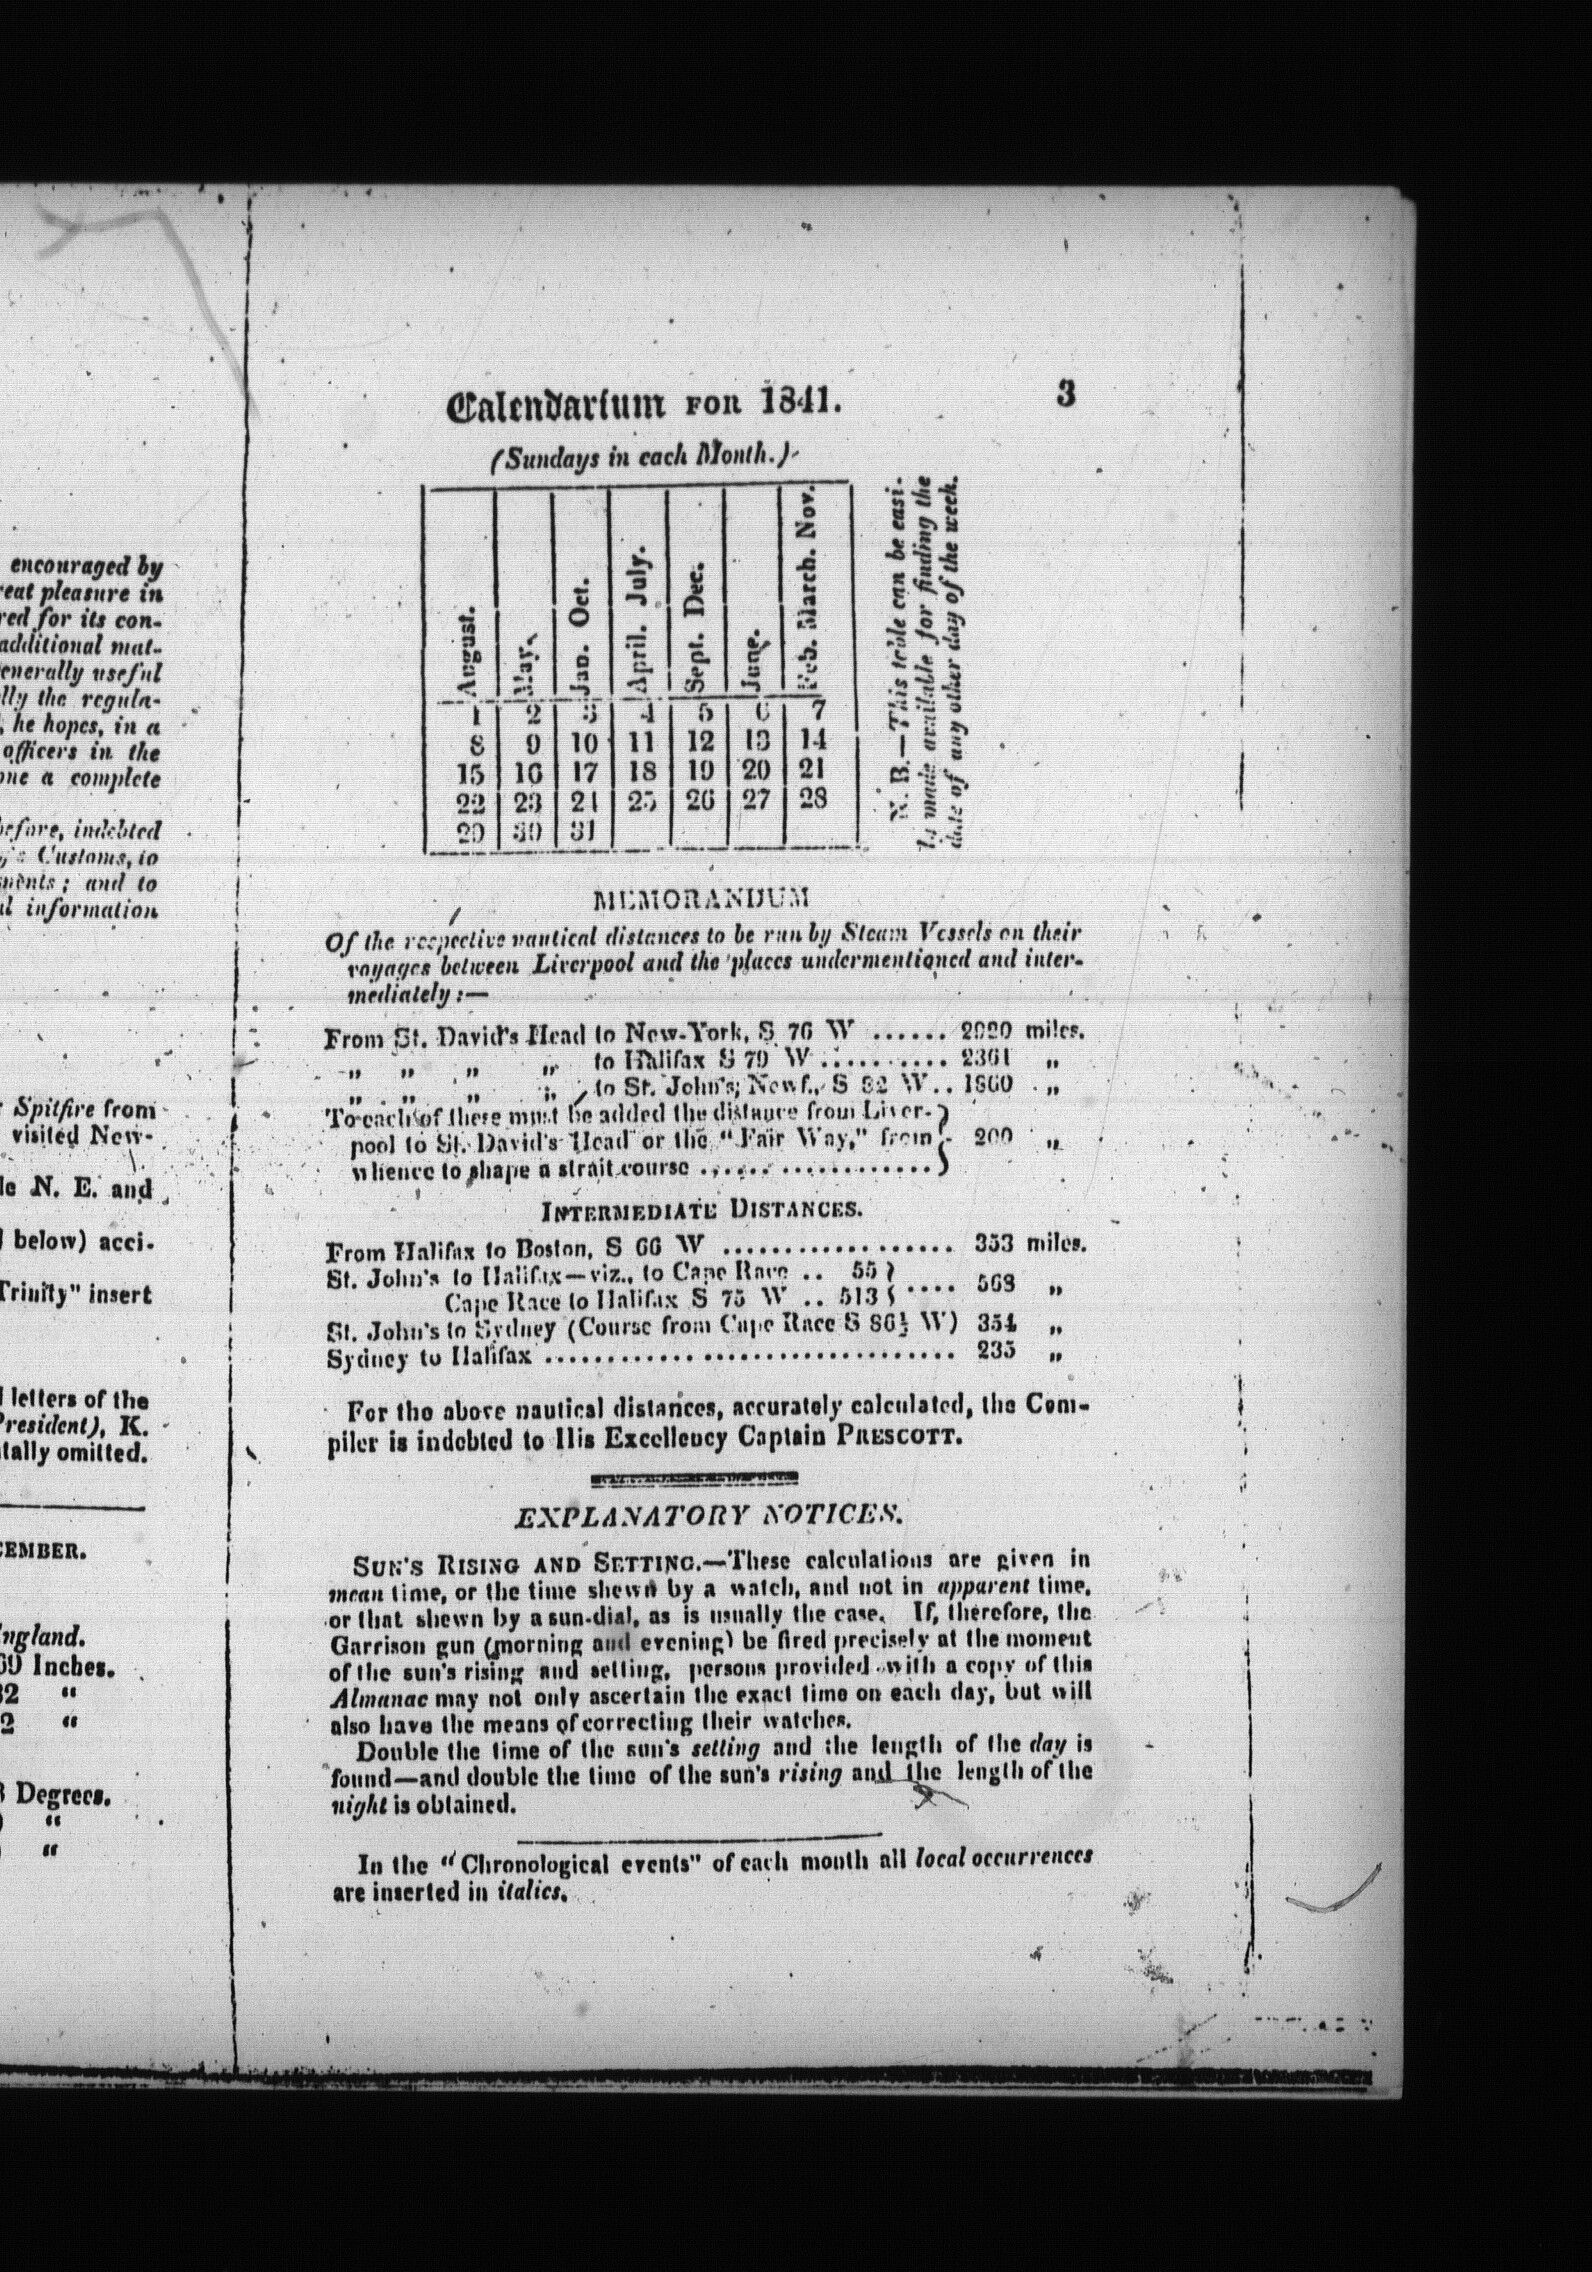 encouraged by
reat pleasure in
red for its con-
additional mat-
enerally useful
lly the regula-
, he hopes, in a
officers in the
one a complete
before, indebted
Customs, to
ments; and to
al information
Spitfire from
visited New-
le N. E. and
below) acci-
Trinity" insert
letters of the
President), K.
tally omitted.
CEMBER.
England.
69 Inches.
32 "
2 "
3 Degrees.
"
"
Calendarium FOR 1841.
3
(Sundays in each Month.)
August. | May. | Jan. Oct. | April. July. | Sept. Dec. | June. | Feb. March. Nov.
1 | 2 | 3 | 4 | 5 | 6 | 7
8 | 9 | 10 | 11 | 12 | 13 | 14
15 | 16 | 17 | 18 | 19 | 20 | 21
22 | 23 | 24 | 25 | 26 | 27 | 28
29 | 30 | 31
N. B.—This table can be easi-
ly made available for finding the
date of any other day of the week.
MEMORANDUM
Of the respective nautical distances to be run by Steam Vessels on their
voyages between Liverpool and the places undermentioned and inter-
mediately:—
From St. David's Head to New-York, S 76 W ...... 2920 miles.
„ „ „ „ to Halifax S 79 W .......... 2361 „
„ „ „ „ to St. John's, Newf., S 82 W .. 1860 „
To each of these must be added the distance from Liver-
pool to St. David's Head or the "Fair Way," from } 200 „
whence to shape a strait course ..................
INTERMEDIATE DISTANCES.
From Halifax to Boston, S 66 W .................. 353 miles.
St. John's to Halifax—viz., to Cape Race .. 55 }
Cape Race to Halifax S 75 W .. 513 } .... 568 „
St. John's to Sydney (Course from Cape Race S 86½ W) 354 „
Sydney to Halifax ................................ 235 „
For the above nautical distances, accurately calculated, the Com-
piler is indebted to His Excellency Captain PRESCOTT.
EXPLANATORY NOTICES.
SUN'S RISING AND SETTING.—These calculations are given in
mean time, or the time shewn by a watch, and not in apparent time,
or that shewn by a sun-dial, as is usually the case. If, therefore, the
Garrison gun (morning and evening) be fired precisely at the moment
of the sun's rising and setting, persons provided with a copy of this
Almanac may not only ascertain the exact time on each day, but will
also have the means of correcting their watches.
Double the time of the sun's setting and the length of the day is
found—and double the time of the sun's rising and the length of the
night is obtained.
In the "Chronological events" of each month all local occurrences
are inserted in italics.